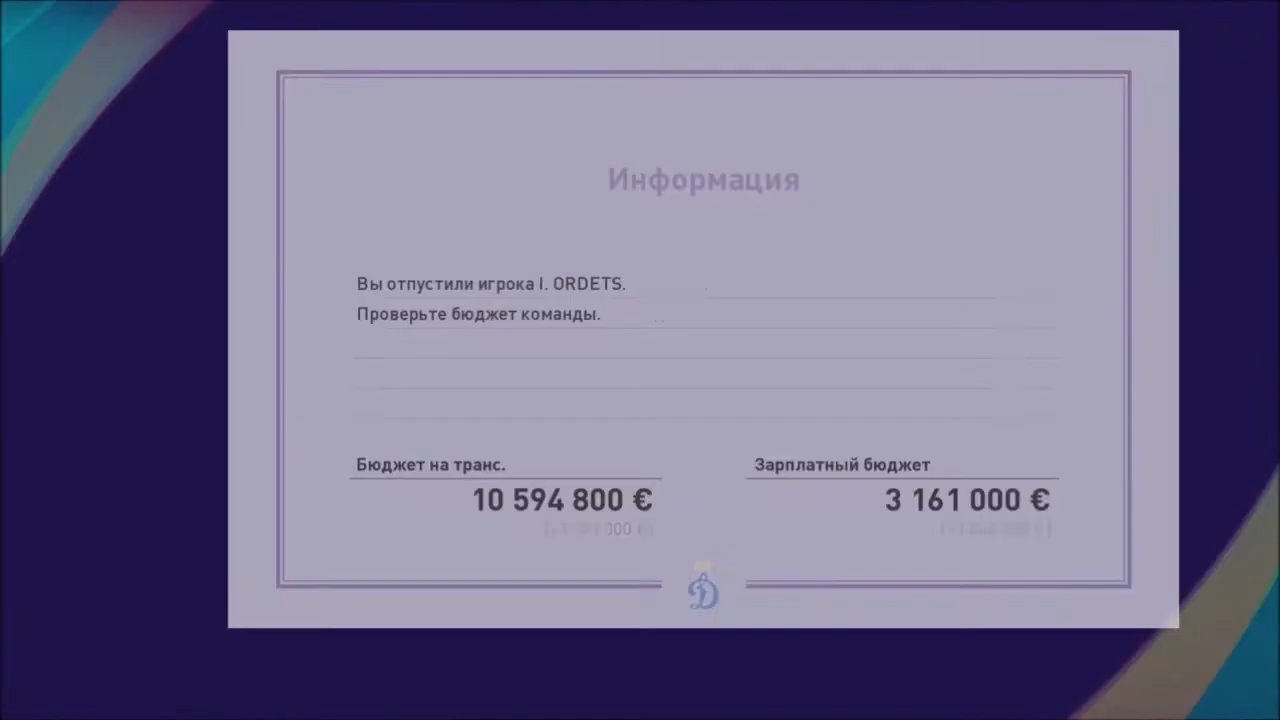 Информация
Вы отпустили игрока I. ORDETS.
Проверьте бюджет команды.
Бюджет на транс.
Зарплатный бюджет
10 594 800 €
3 161 000 €